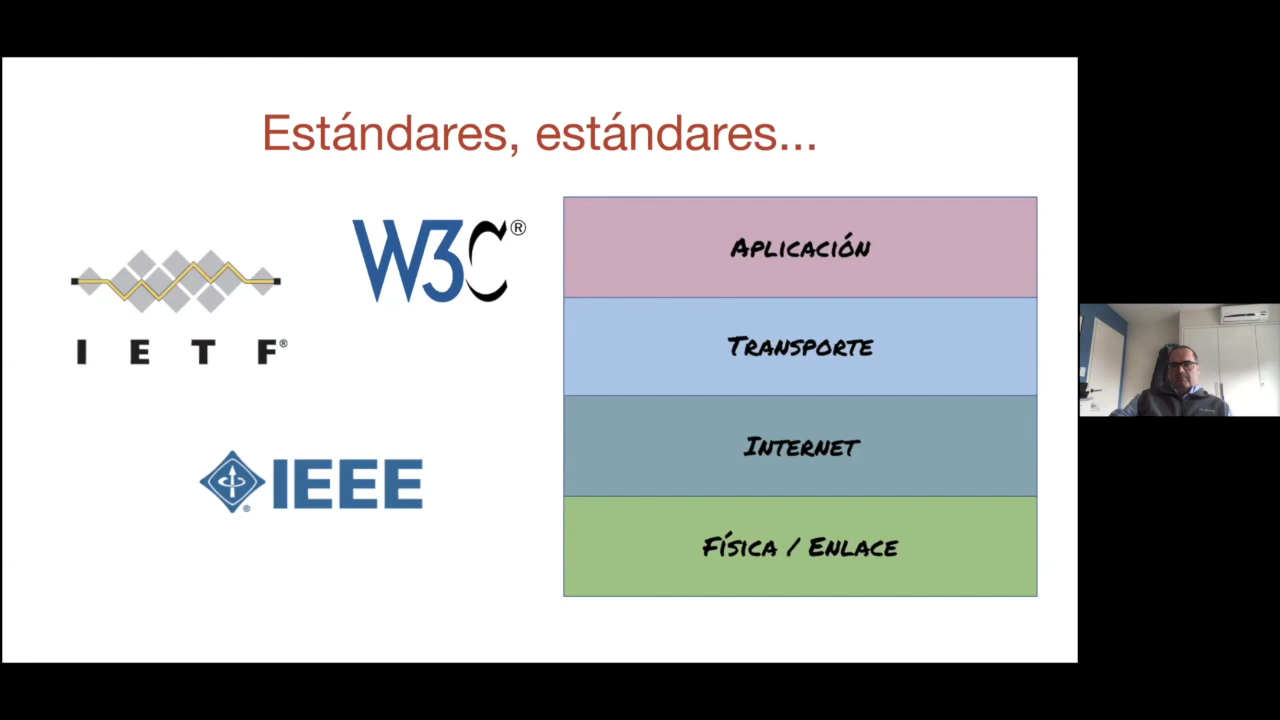 Estándares, estándares...
W3C®
IETF®
IEEE®
Aplicación
Transporte
Internet
Física / Enlace